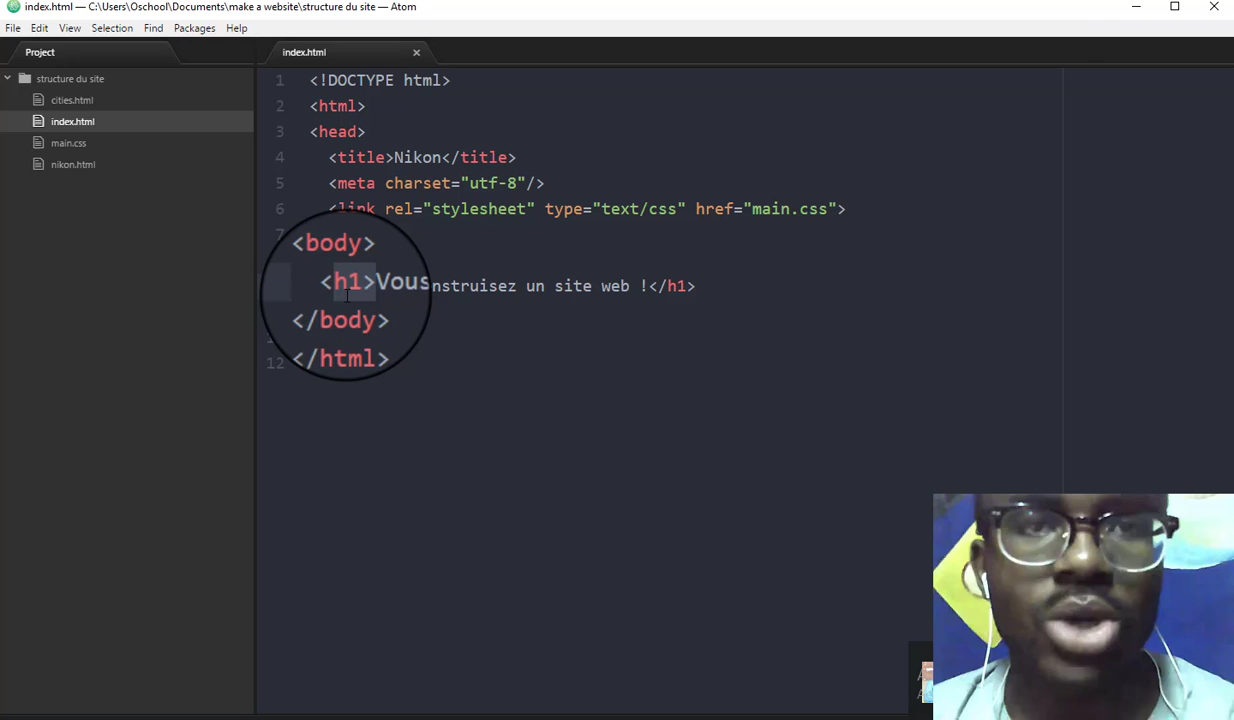 index.html — C:\Users\Oschool\Documents\make a website\structure du site — Atom
File Edit View Selection Find Packages Help
Project
structure du site
cities.html
index.html
main.css
nikon.html
index.html
1 <!DOCTYPE html>
2 <html>
3 <head>
4 <title>Nikon</title>
5 <meta charset="utf-8"/>
6 <link rel="stylesheet" type="text/css" href="main.css">
7
<body>
<h1>Vous nstruisez un site web !</h1>
</body>
12 </html>